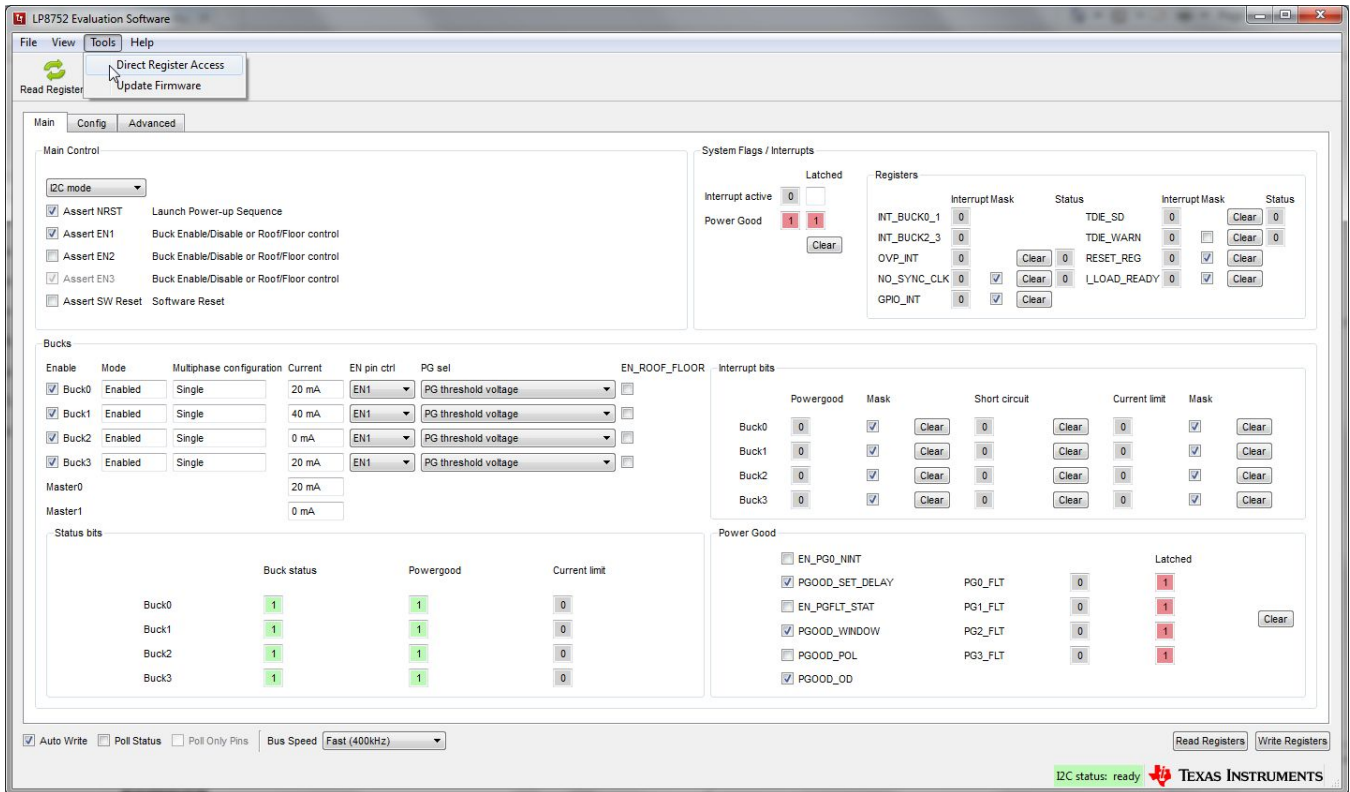 LP8752 Evaluation Software
File View Tools Help
Direct Register Access
Update Firmware
Read Register
Main Config Advanced
Main Control
I2C mode
Assert NRST Launch Power-up Sequence
Assert EN1 Buck Enable/Disable or Roof/Floor control
Assert EN2 Buck Enable/Disable or Roof/Floor control
Assert EN3 Buck Enable/Disable or Roof/Floor control
Assert SW Reset Software Reset
System Flags / Interrupts
Latched
Interrupt active 0
Power Good 1 1
Clear
Registers
Interrupt Mask Status Interrupt Mask Status
INT_BUCK0_1 0 TDIE_SD 0 Clear 0
INT_BUCK2_3 0 TDIE_WARN 0 Clear 0
OVP_INT 0 Clear 0 RESET_REG 0 Clear
NO_SYNC_CLK 0 Clear 0 I_LOAD_READY 0 Clear
GPIO_INT 0 Clear
Bucks
Enable Mode Multiphase configuration Current EN pin ctrl PG sel EN_ROOF_FLOOR
Buck0 Enabled Single 20 mA EN1 PG threshold voltage
Buck1 Enabled Single 40 mA EN1 PG threshold voltage
Buck2 Enabled Single 0 mA EN1 PG threshold voltage
Buck3 Enabled Single 20 mA EN1 PG threshold voltage
Master0 20 mA
Master1 0 mA
Interrupt bits
Powergood Mask Short circuit Current limit Mask
Buck0 0 Clear 0 Clear 0 Clear
Buck1 0 Clear 0 Clear 0 Clear
Buck2 0 Clear 0 Clear 0 Clear
Buck3 0 Clear 0 Clear 0 Clear
Status bits
Buck status Powergood Current limit
Buck0 1 1 0
Buck1 1 1 0
Buck2 1 1 0
Buck3 1 1 0
Power Good
EN_PG0_NINT Latched
PGOOD_SET_DELAY PG0_FLT 0 1
EN_PGFLT_STAT PG1_FLT 0 1
Clear
PGOOD_WINDOW PG2_FLT 0 1
PGOOD_POL PG3_FLT 0 1
PGOOD_OD
Auto Write Poll Status Poll Only Pins Bus Speed Fast (400kHz) Read Registers Write Registers
I2C status: ready TEXAS INSTRUMENTS